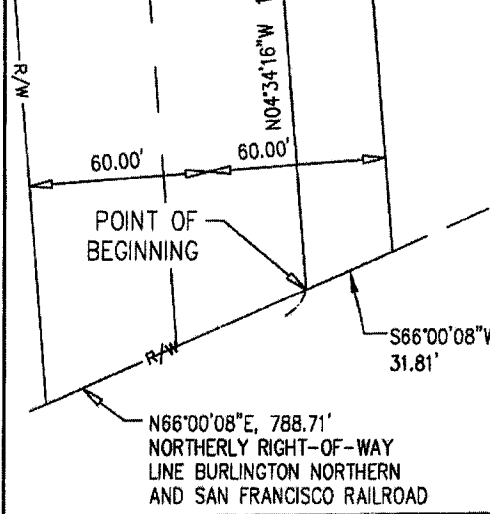 R/W
N04°34'16"W 1
60.00'
60.00'
POINT OF
BEGINNING
R/W
S66°00'08"W
31.81'
N66°00'08"E, 788.71'
NORTHERLY RIGHT-OF-WAY
LINE BURLINGTON NORTHERN
AND SAN FRANCISCO RAILROAD